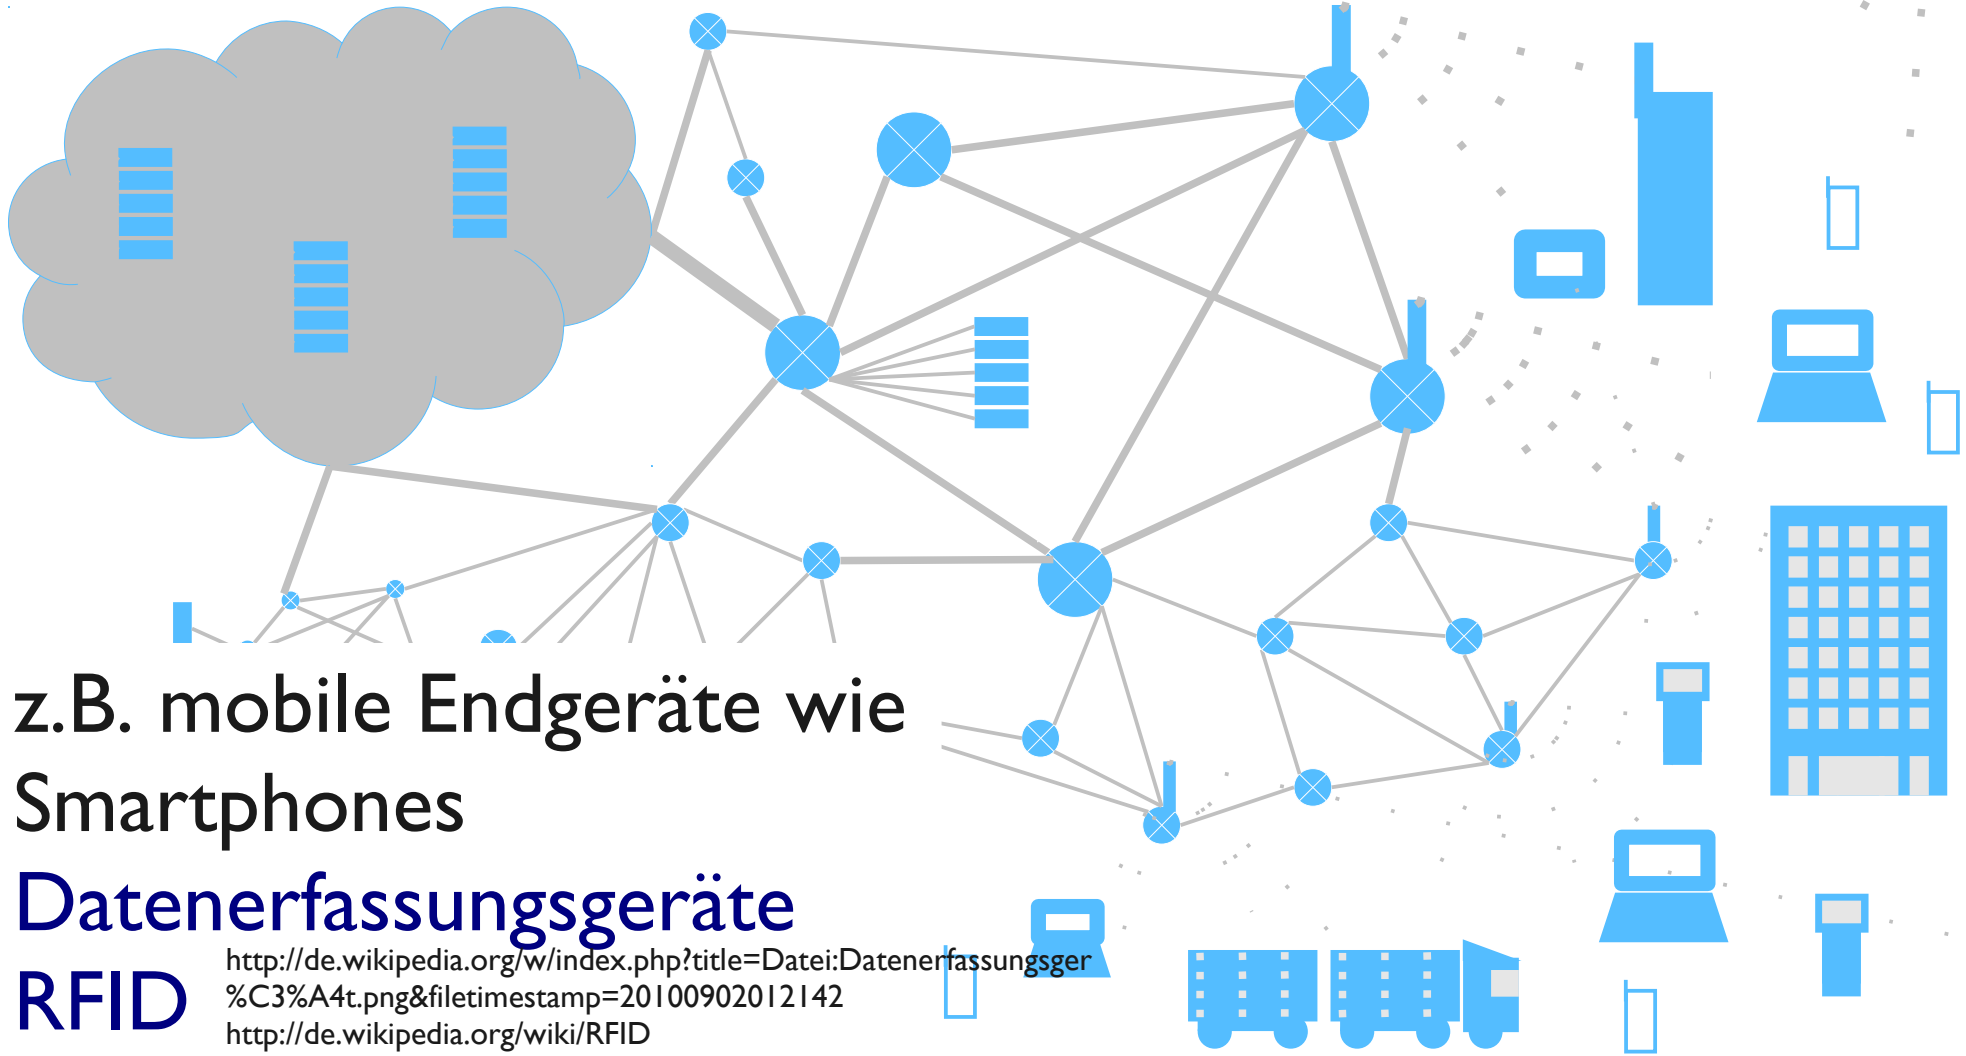 z.B. mobile Endgeräte wie
Smartphones
Datenerfassungsgeräte
RFID
http://de.wikipedia.org/w/index.php?title=Datei:Datenerfassungsger
%C3%A4t.png&filetimestamp=20100902012142
http://de.wikipedia.org/wiki/RFID